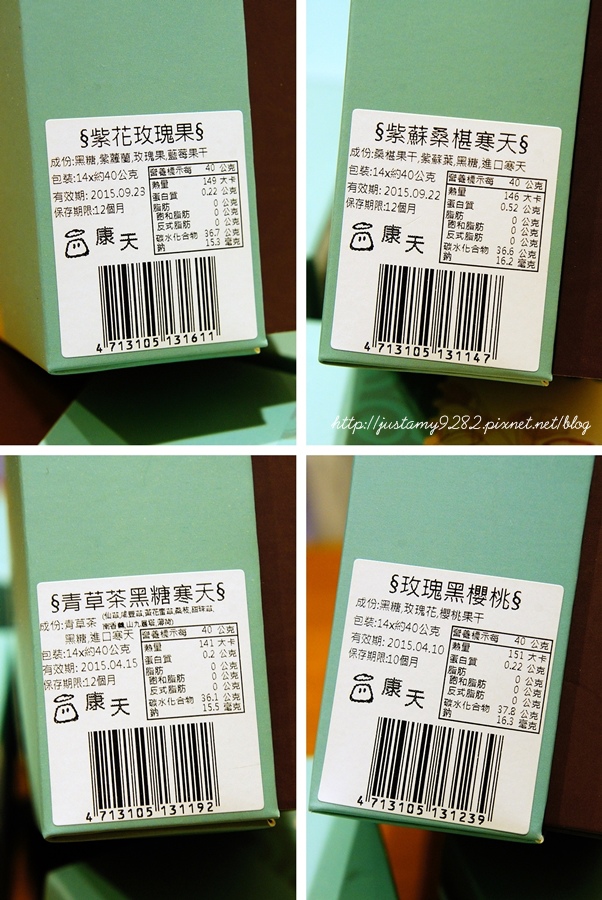 §紫花玫瑰果§
成份:黑糖,紫羅蘭,玫瑰果,藍莓果干
包裝:14x約40公克
有效期限: 2015.09.23
保存期限:12個月
營養標示每 40 公克
熱量 149 大卡
蛋白質 0.22 公克
脂肪 0 公克
飽和脂肪 0 公克
反式脂肪 0 公克
碳水化合物 36.7 公克
鈉 15.3 毫克
康天
4 713105 131611
§紫蘇桑椹寒天§
成份:桑椹果干,紫蘇葉,黑糖,進口寒天
包裝:14x約40公克
有效期限: 2015.09.22
保存期限:12個月
營養標示每 40 公克
熱量 146 大卡
蛋白質 0.52 公克
脂肪 0 公克
飽和脂肪 0 公克
反式脂肪 0 公克
碳水化合物 36.6 公克
鈉 16.2 毫克
康天
4 713105 131147
http://justamy9282.pixnet.net/blog
§青草茶黑糖寒天§
成份:青草茶
黑糖,進口寒天
包裝:14x約40公克
有效期限: 2015.04.15
保存期限:12個月
營養標示每 40 公克
熱量 141 大卡
蛋白質 0.2 公克
脂肪 0 公克
飽和脂肪 0 公克
反式脂肪 0 公克
碳水化合物 36.1 公克
鈉 15.5 毫克
康天
4 713105 131192
§玫瑰黑櫻桃§
成份:黑糖,玫瑰花,櫻桃果干
包裝:14x約40公克
有效期限: 2015.04.10
保存期限:10個月
營養標示每 40 公克
熱量 151 大卡
蛋白質 0.22 公克
脂肪 0 公克
飽和脂肪 0 公克
反式脂肪 0 公克
碳水化合物 37.8 公克
鈉 16.3 毫克
康天
4 713105 131239